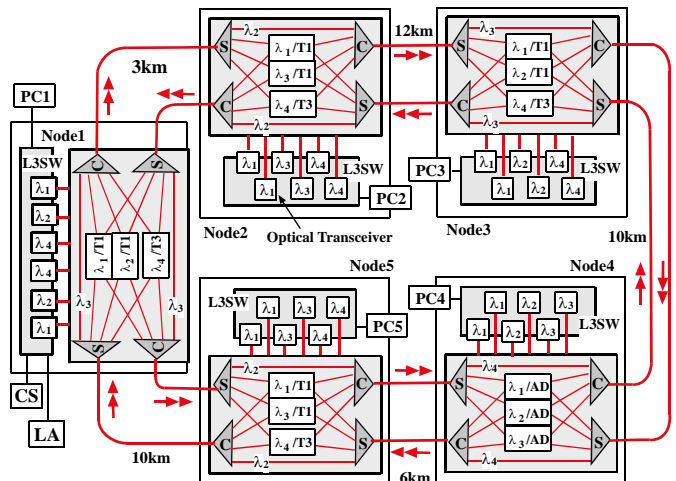 λ2
S
λ1/T1
λ3/T1
λ4/T3
C
C
S
λ2
λ1
λ3
λ4
λ1
λ3
λ4
L3SW
PC2
Node2
Optical Transceiver
12km
λ3
S
λ1/T1
λ2/T1
λ4/T3
C
C
S
λ3
λ1
λ2
λ4
λ1
λ2
λ4
L3SW
PC3
Node3
3km
PC1
Node1
L3SW
λ1
λ2
λ4
λ4
λ2
λ1
C
S
λ1/T1
λ2/T1
λ4/T3
λ3
λ3
S
C
CS
LA
10km
Node5
L3SW
λ1
λ3
λ4
λ1
λ3
λ4
PC5
λ2
S
λ1/T1
λ3/T1
λ4/T3
C
C
S
λ2
10km
Node4
PC4
λ1
λ2
λ3
λ1
λ2
λ3
L3SW
λ4
S
λ1/AD
λ2/AD
λ3/AD
C
C
S
λ4
6km